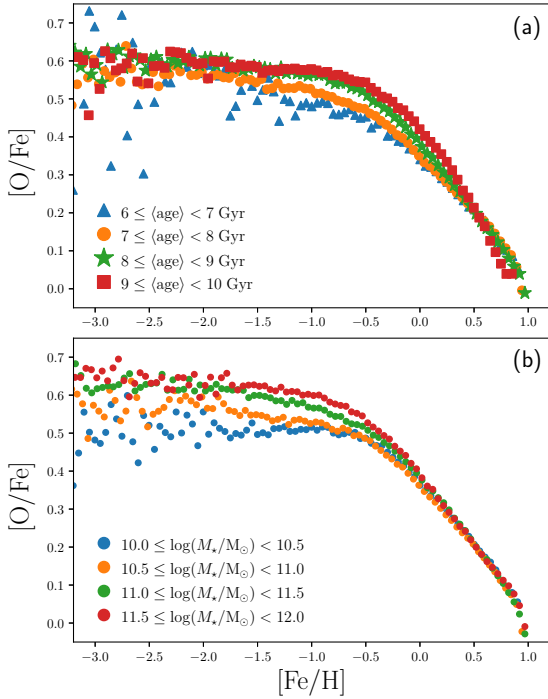 (a)
0.7
0.6
0.5
0.4
0.3
0.2
0.1
0.0
[O/Fe]
6 ≤ ⟨age⟩ < 7 Gyr
7 ≤ ⟨age⟩ < 8 Gyr
8 ≤ ⟨age⟩ < 9 Gyr
9 ≤ ⟨age⟩ < 10 Gyr
−3.0 −2.5 −2.0 −1.5 −1.0 −0.5 0.0 0.5 1.0
(b)
0.7
0.6
0.5
0.4
0.3
0.2
0.1
0.0
[O/Fe]
10.0 ≤ log(M⋆/M⊙) < 10.5
10.5 ≤ log(M⋆/M⊙) < 11.0
11.0 ≤ log(M⋆/M⊙) < 11.5
11.5 ≤ log(M⋆/M⊙) < 12.0
−3.0 −2.5 −2.0 −1.5 −1.0 −0.5 0.0 0.5 1.0
[Fe/H]